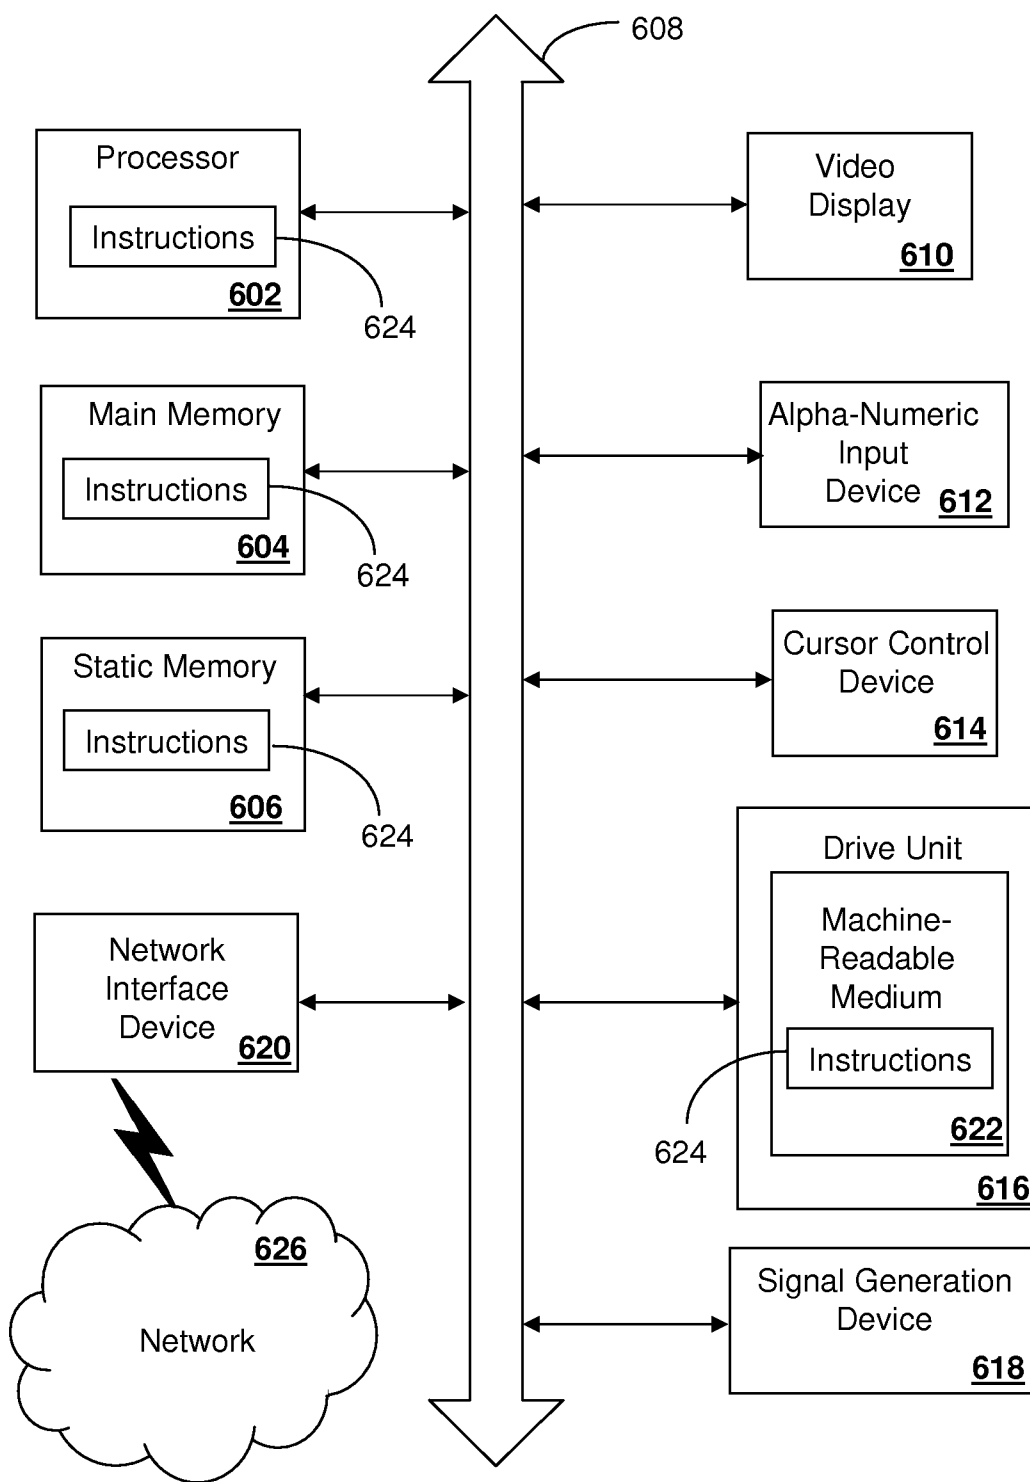 608
Processor
Instructions
602
624
Main Memory
Instructions
604
624
Static Memory
Instructions
606
624
Network
Interface
Device
620
626
Network
Video
Display
610
Alpha-Numeric
Input
Device
612
Cursor Control
Device
614
Drive Unit
Machine-
Readable
Medium
Instructions
624
622
616
Signal Generation
Device
618